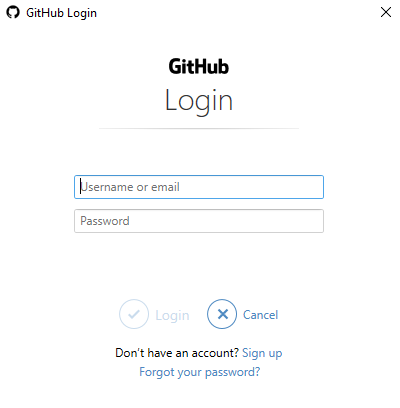 GitHub Login
GitHub
Login
Username or email
Password
Login Cancel
Don't have an account? Sign up
Forgot your password?